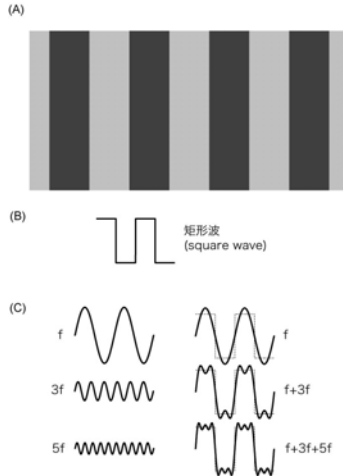 (A)
(B)
矩形波
(square wave)
(C)
f
f
3f
f+3f
5f
f+3f+5f